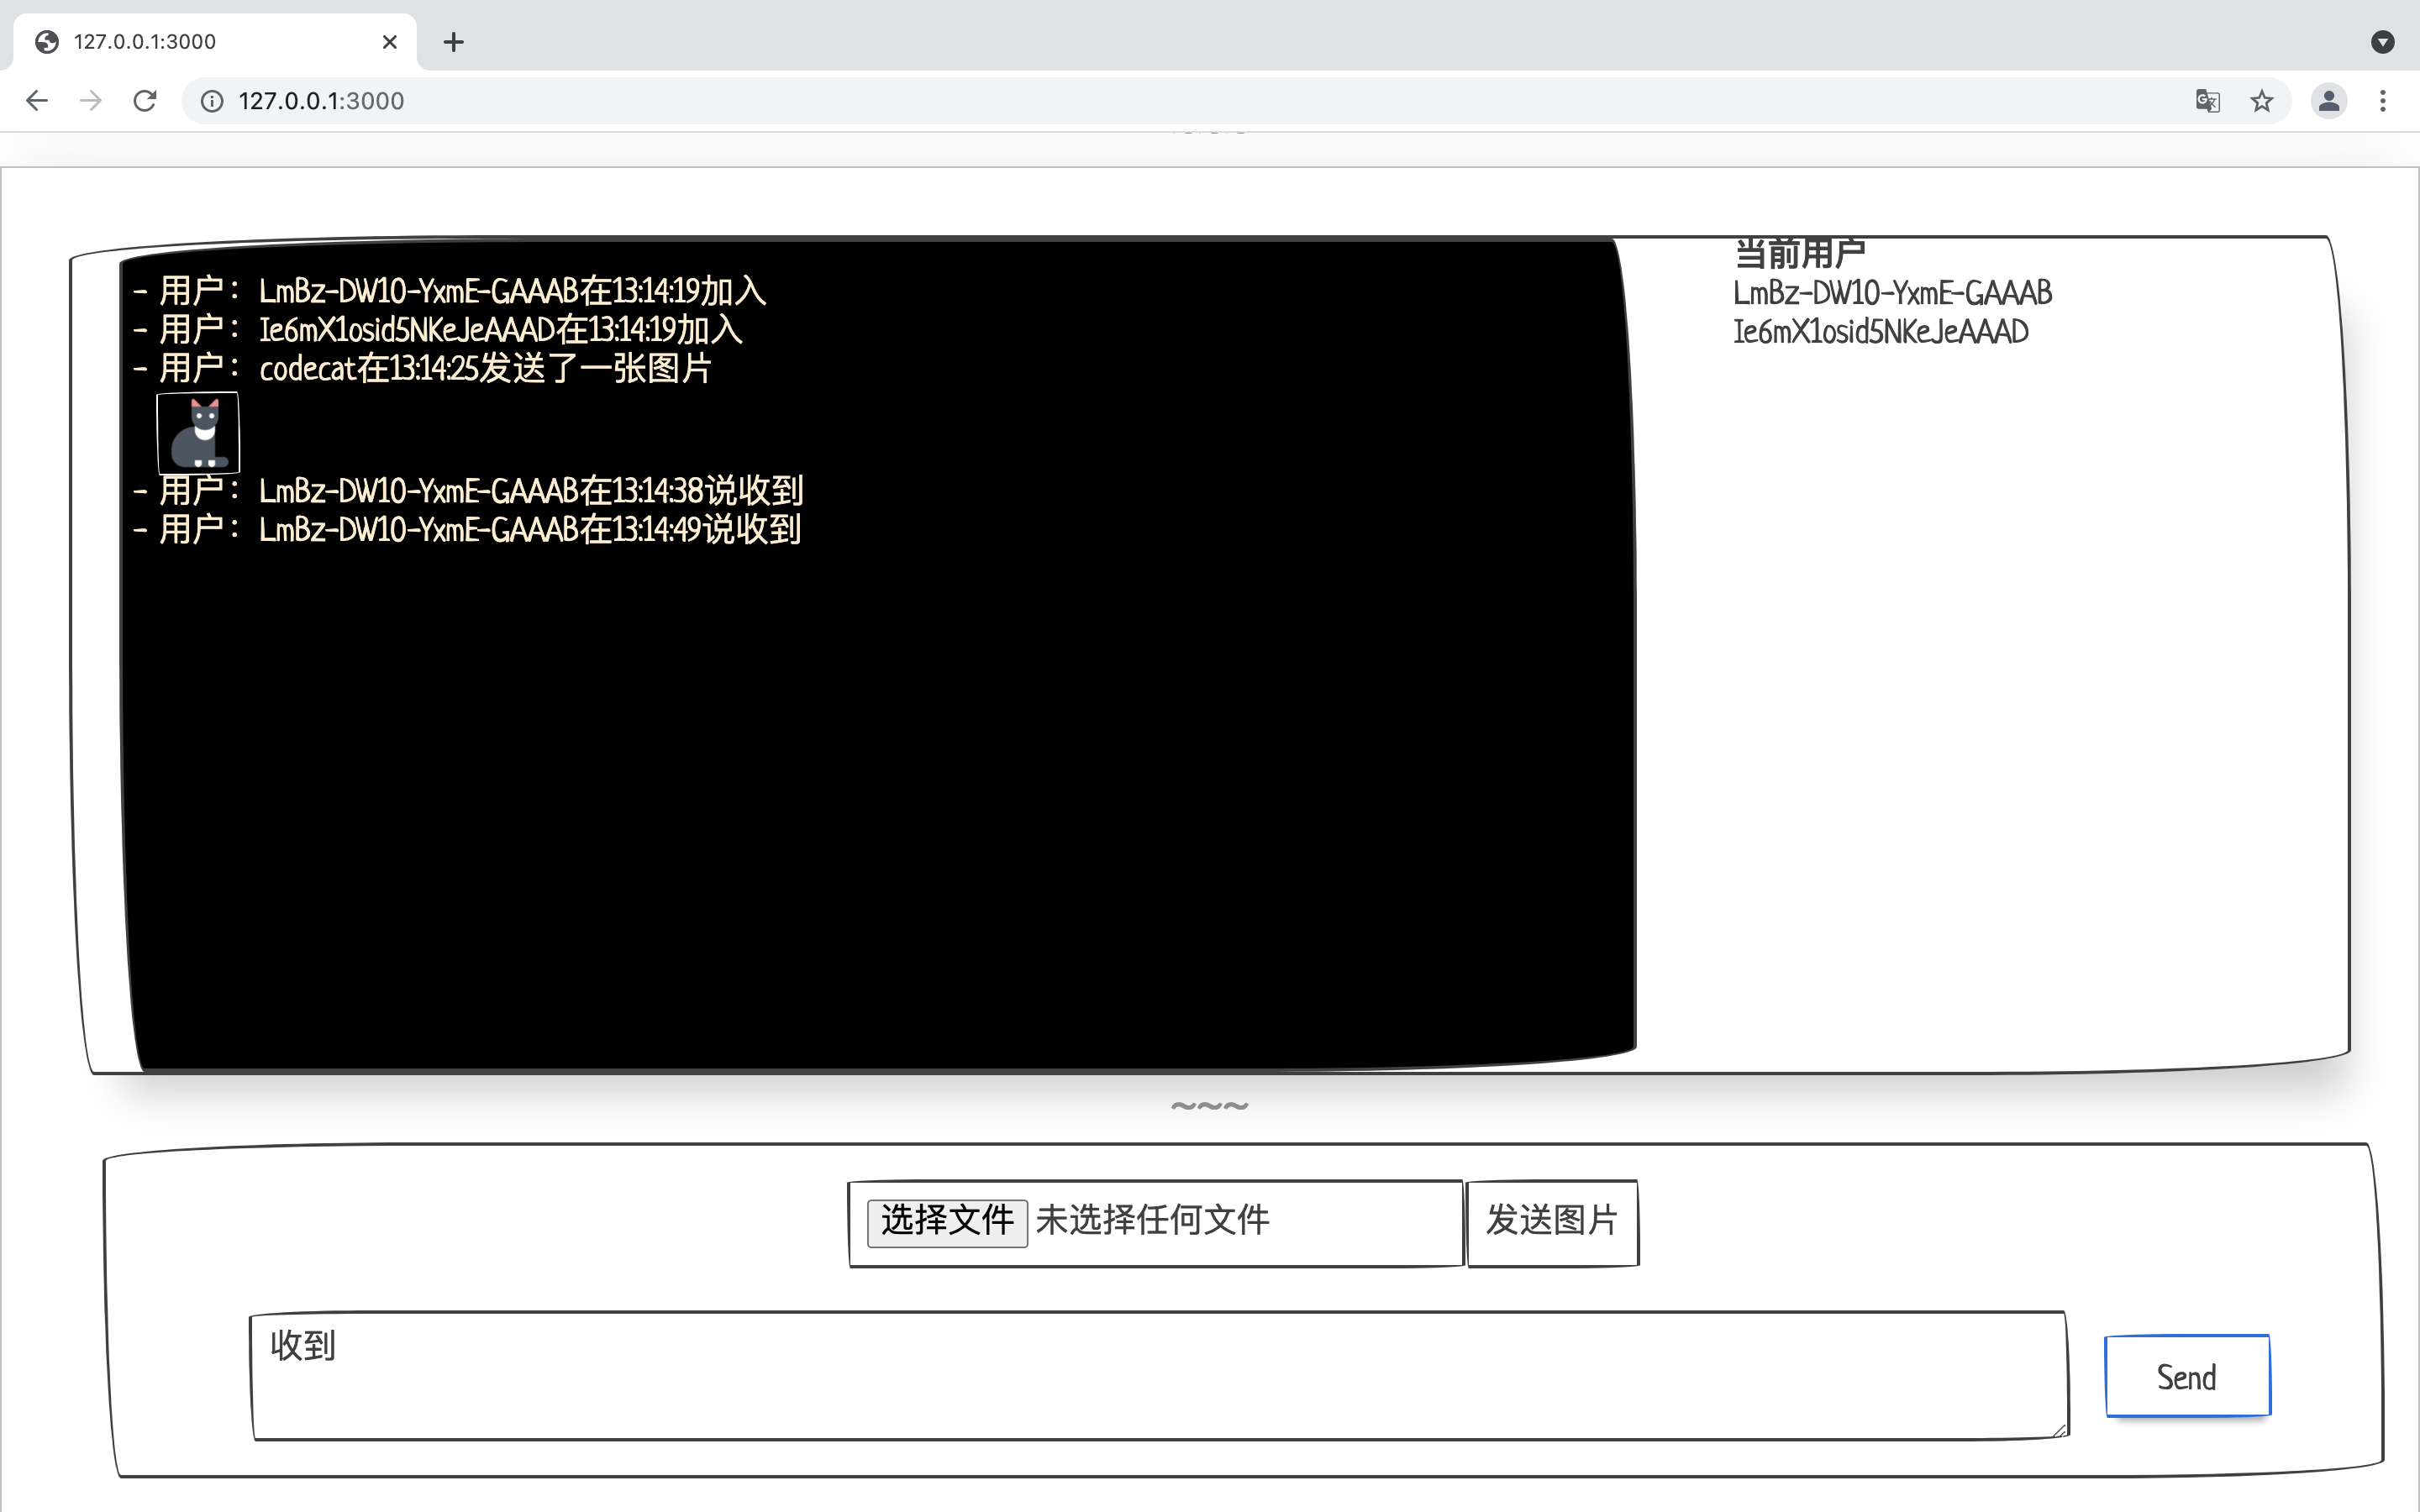 127.0.0.1:3000
127.0.0.1:3000
当前用户
LmBz-DW10-YxmE-GAAAB
Ie6mX1osid5NKeJeAAAD
- 用户：LmBz-DW10-YxmE-GAAAB在13:14:19加入
- 用户：Ie6mX1osid5NKeJeAAAD在13:14:19加入
- 用户：codecat在13:14:25发送了一张图片
- 用户：LmBz-DW10-YxmE-GAAAB在13:14:38说收到
- 用户：LmBz-DW10-YxmE-GAAAB在13:14:49说收到
~~~
选择文件 未选择任何文件 发送图片
收到
Send